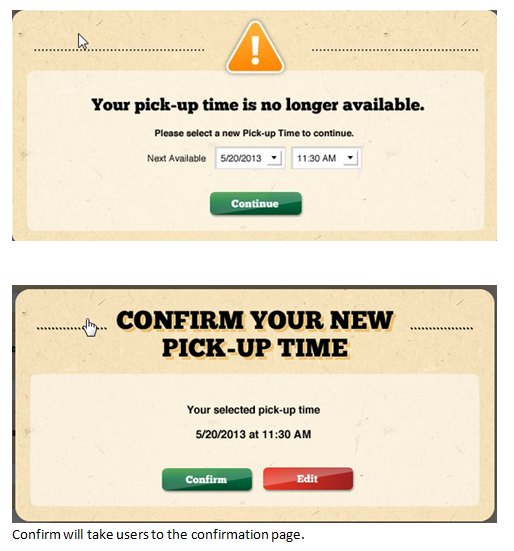 Your pick-up time is no longer available.
Please select a new Pick-up Time to continue.
Next Available 5/20/2013 11:30 AM
Continue
CONFIRM YOUR NEW
PICK-UP TIME
Your selected pick-up time
5/20/2013 at 11:30 AM
Confirm Edit
Confirm will take users to the confirmation page.